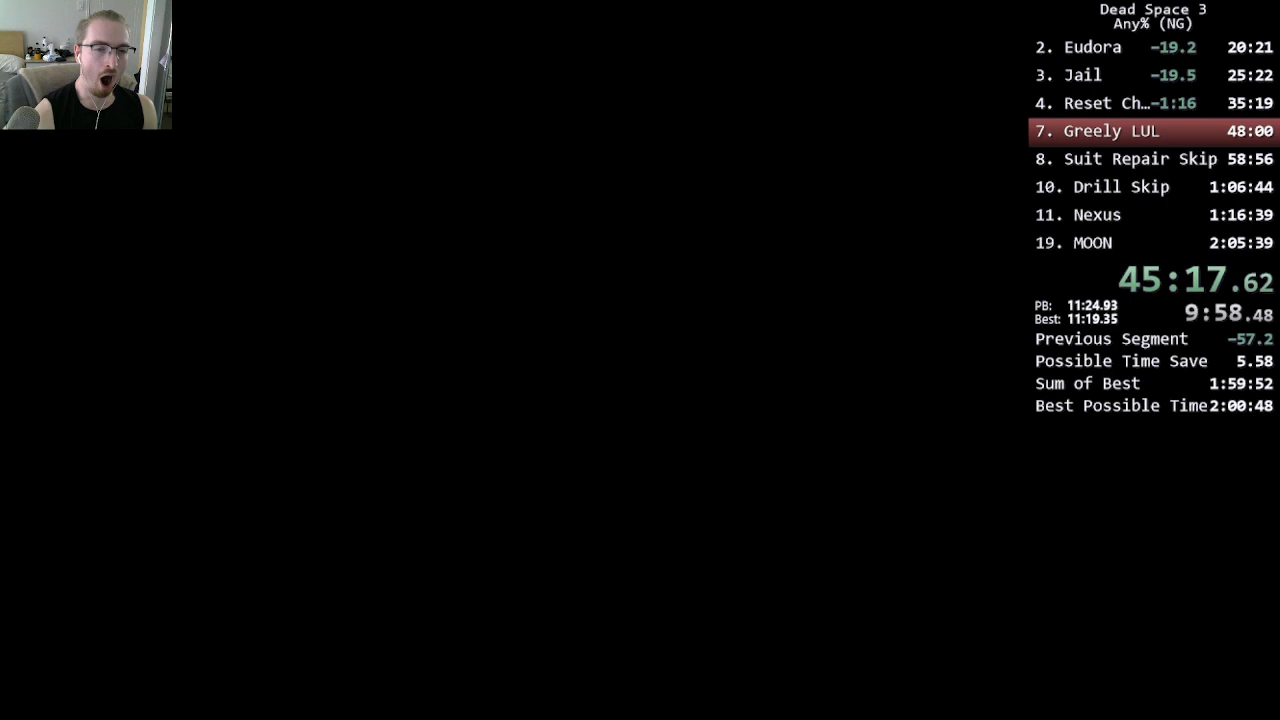 Dead Space 3
Any% (NG)
2. Eudora -19.2 20:21
3. Jail -19.5 25:22
4. Reset Ch…-1:16 35:19
7. Greely LUL 48:00
8. Suit Repair Skip 58:56
10. Drill Skip 1:06:44
11. Nexus 1:16:39
19. MOON 2:05:39
45:17.62
PB: 11:24.93 9:58.48
Best: 11:19.35
Previous Segment -57.2
Possible Time Save 5.58
Sum of Best 1:59:52
Best Possible Time 2:00:48